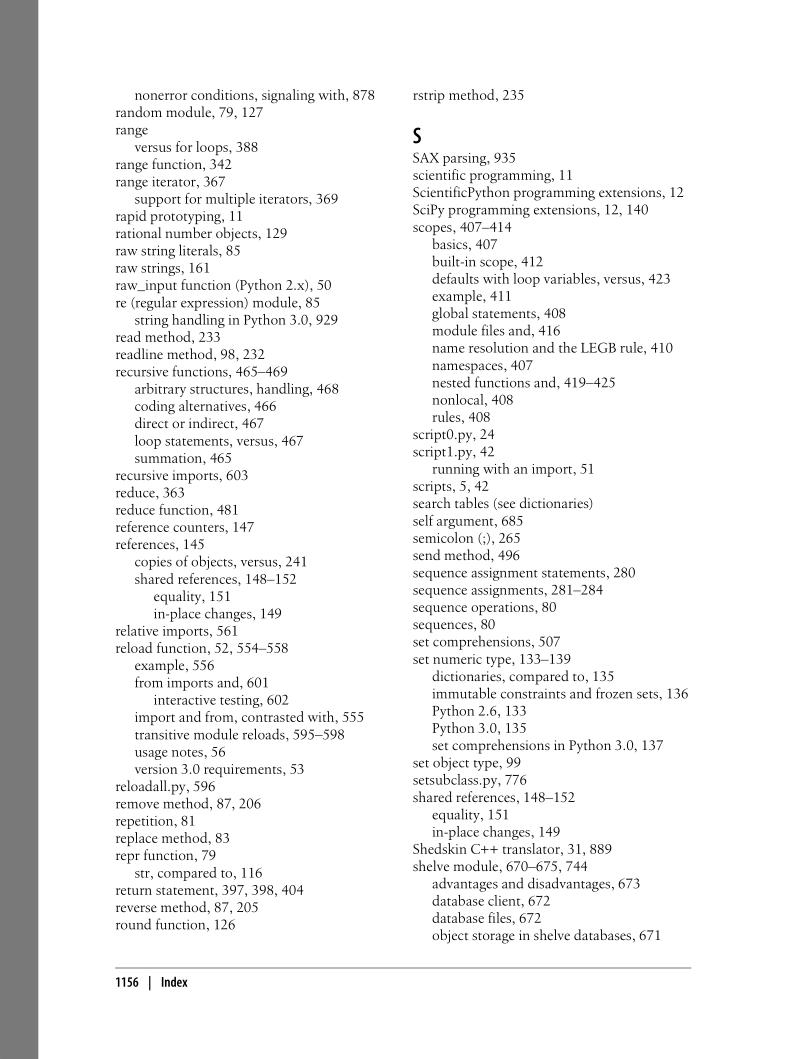 nonerror conditions, signaling with, 878
random module, 79, 127
range
versus for loops, 388
range function, 342
range iterator, 367
support for multiple iterators, 369
rapid prototyping, 11
rational number objects, 129
raw string literals, 85
raw strings, 161
raw_input function (Python 2.x), 50
re (regular expression) module, 85
string handling in Python 3.0, 929
read method, 233
readline method, 98, 232
recursive functions, 465–469
arbitrary structures, handling, 468
coding alternatives, 466
direct or indirect, 467
loop statements, versus, 467
summation, 465
recursive imports, 603
reduce, 363
reduce function, 481
reference counters, 147
references, 145
copies of objects, versus, 241
shared references, 148–152
equality, 151
in-place changes, 149
relative imports, 561
reload function, 52, 554–558
example, 556
from imports and, 601
interactive testing, 602
import and from, contrasted with, 555
transitive module reloads, 595–598
usage notes, 56
version 3.0 requirements, 53
reloadall.py, 596
remove method, 87, 206
repetition, 81
replace method, 83
repr function, 79
str, compared to, 116
return statement, 397, 398, 404
reverse method, 87, 205
round function, 126
rstrip method, 235
S
SAX parsing, 935
scientific programming, 11
ScientificPython programming extensions, 12
SciPy programming extensions, 12, 140
scopes, 407–414
basics, 407
built-in scope, 412
defaults with loop variables, versus, 423
example, 411
global statements, 408
module files and, 416
name resolution and the LEGB rule, 410
namespaces, 407
nested functions and, 419–425
nonlocal, 408
rules, 408
script0.py, 24
script1.py, 42
running with an import, 51
scripts, 5, 42
search tables (see dictionaries)
self argument, 685
semicolon (;), 265
send method, 496
sequence assignment statements, 280
sequence assignments, 281–284
sequence operations, 80
sequences, 80
set comprehensions, 507
set numeric type, 133–139
dictionaries, compared to, 135
immutable constraints and frozen sets, 136
Python 2.6, 133
Python 3.0, 135
set comprehensions in Python 3.0, 137
set object type, 99
setsubclass.py, 776
shared references, 148–152
equality, 151
in-place changes, 149
Shedskin C++ translator, 31, 889
shelve module, 670–675, 744
advantages and disadvantages, 673
database client, 672
database files, 672
object storage in shelve databases, 671
1156 | Index